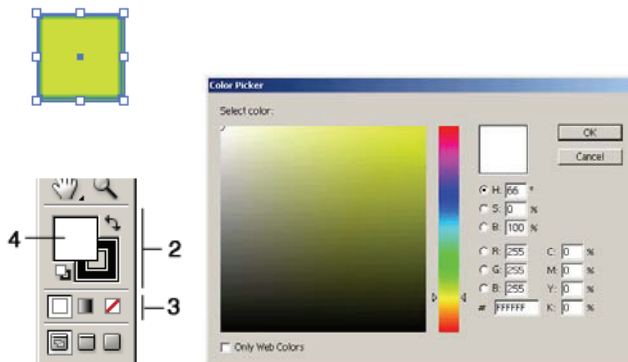 Color Picker
Select color:
OK
Cancel
H: 66 °
S: 0 %
B: 100 %
R: 255 C: 0 %
G: 255 M: 0 %
B: 255 Y: 0 %
# FFFFFF K: 0 %
Only Web Colors
4
2
3